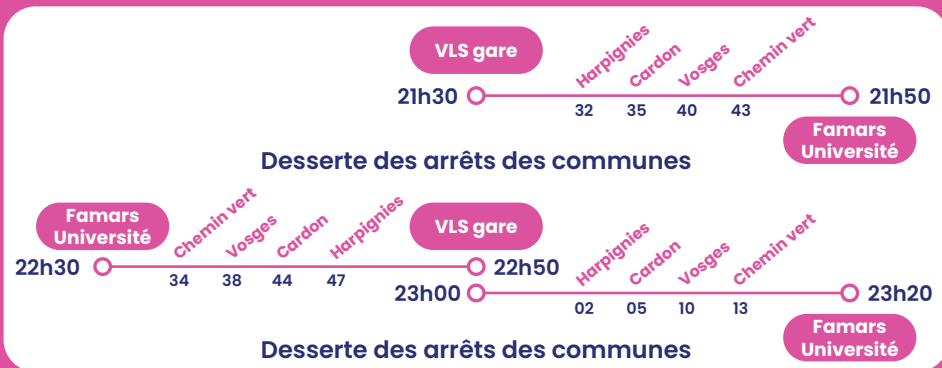 VLS gare
Harpignies
Cardon
Vosges
Chemin vert
21h30
21h50
32
35
40
43
Famars
Université
Desserte des arrêts des communes
Famars
Université
Chemin vert
Vosges
Cardon
Harpignies
VLS gare
22h30
22h50
34
38
44
47
Harpignies
Cardon
Vosges
Chemin vert
23h00
23h20
02
05
10
13
Famars
Université
Desserte des arrêts des communes